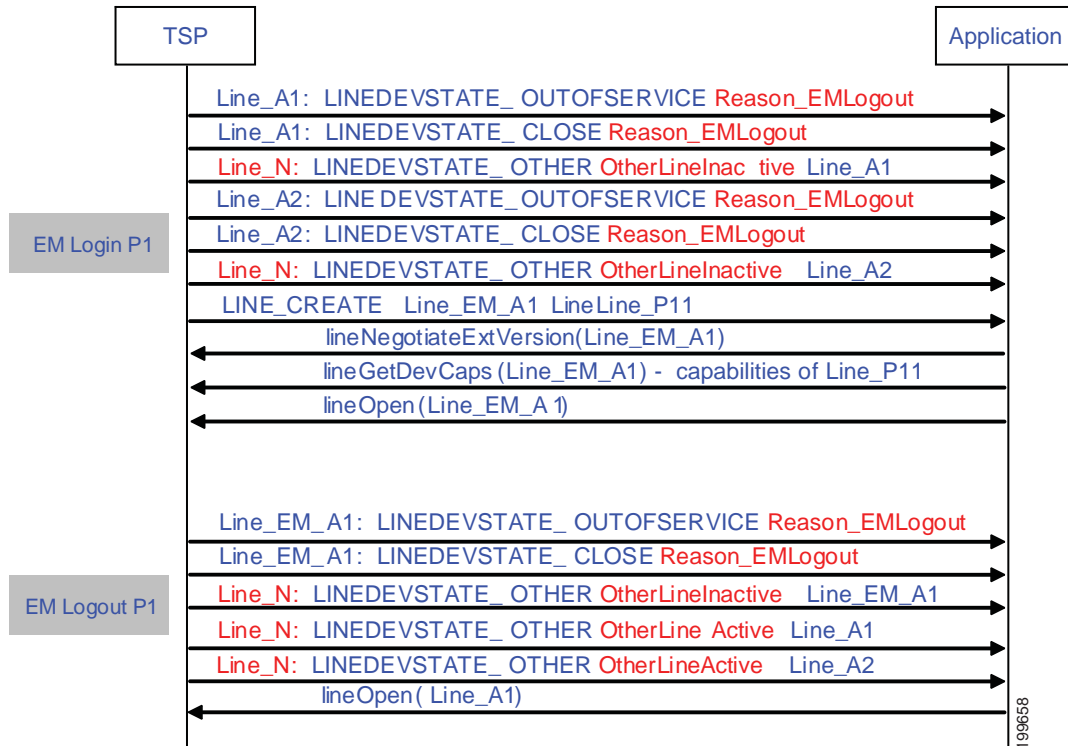 TSP
Application
Line_A1: LINEDEVSTATE_ OUTOFSERVICE Reason_EMLogout
Line_A1: LINEDEVSTATE_ CLOSE Reason_EMLogout
Line_N: LINEDEVSTATE_ OTHER OtherLineInac tive Line_A1
Line_A2: LINE DEVSTATE_ OUTOFSERVICE Reason_EMLogout
EM Login P1
Line_A2: LINEDEVSTATE_ CLOSE Reason_EMLogout
Line_N: LINEDEVSTATE_ OTHER OtherLineInactive Line_A2
LINE_CREATE Line_EM_A1 LineLine_P11
lineNegotiateExtVersion(Line_EM_A1)
lineGetDevCaps (Line_EM_A1) - capabilities of Line_P11
lineOpen (Line_EM_A 1)
Line_EM_A1: LINEDEVSTATE_ OUTOFSERVICE Reason_EMLogout
Line_EM_A1: LINEDEVSTATE_ CLOSE Reason_EMLogout
EM Logout P1
Line_N: LINEDEVSTATE_ OTHER OtherLineInactive Line_EM_A1
Line_N: LINEDEVSTATE_ OTHER OtherLine Active Line_A1
Line_N: LINEDEVSTATE_ OTHER OtherLineActive Line_A2
lineOpen ( Line_A1)
199658